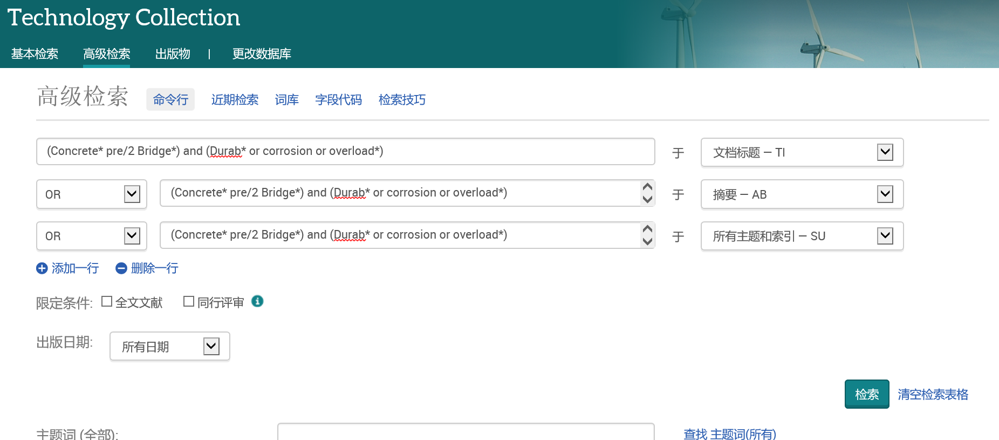 Technology Collection
基本检索 高级检索 出版物 | 更改数据库
高级检索 命令行 近期检索 词库 字段代码 检索技巧
(Concrete* pre/2 Bridge*) and (Durab* or corrosion or overload*) 于 文档标题 – TI
OR (Concrete* pre/2 Bridge*) and (Durab* or corrosion or overload*) 于 摘要 – AB
OR (Concrete* pre/2 Bridge*) and (Durab* or corrosion or overload*) 于 所有主题和索引 – SU
添加一行 删除一行
限定条件: 全文文献 同行评审
出版日期: 所有日期
检索 清空检索表格
主题词 (全部): 查找 主题词(所有)